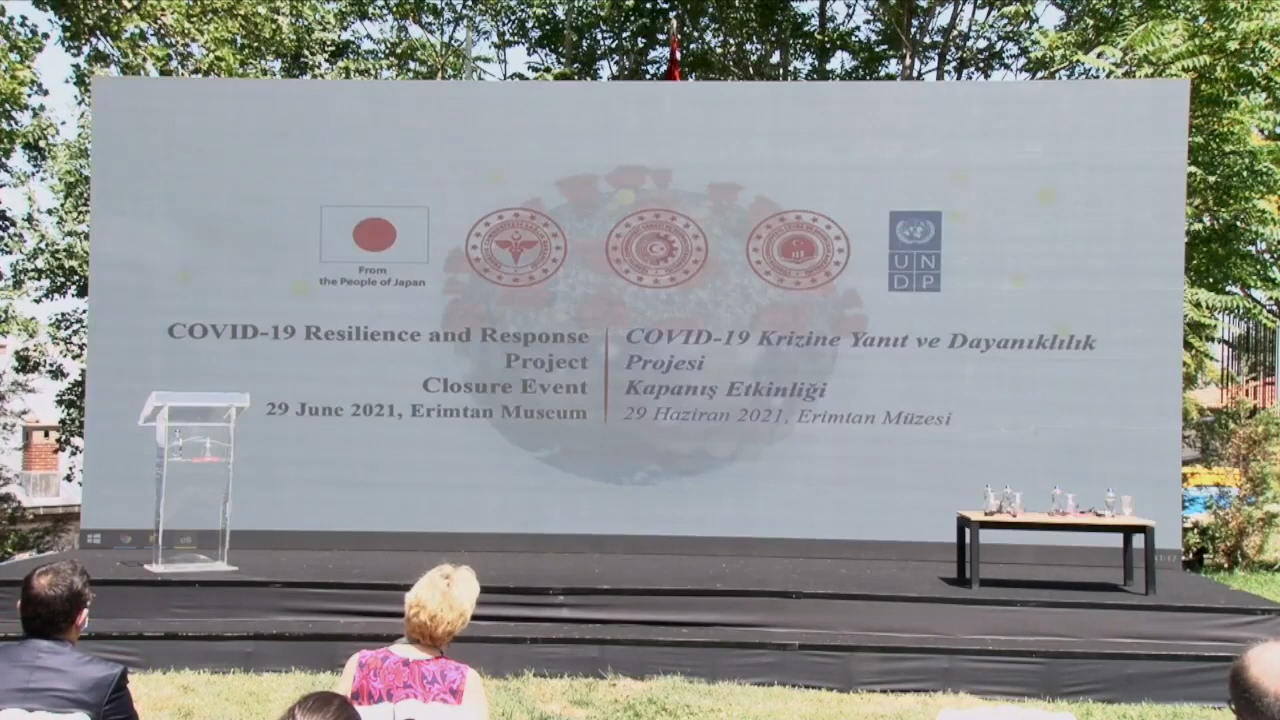 From
the People of Japan
U N
D P
COVID-19 Resilience and Response
Project
Closure Event
29 June 2021, Erimtan Museum
COVID-19 Krizine Yanıt ve Dayanıklılık
Projesi
Kapanış Etkinliği
29 Haziran 2021, Erimtan Müzesi